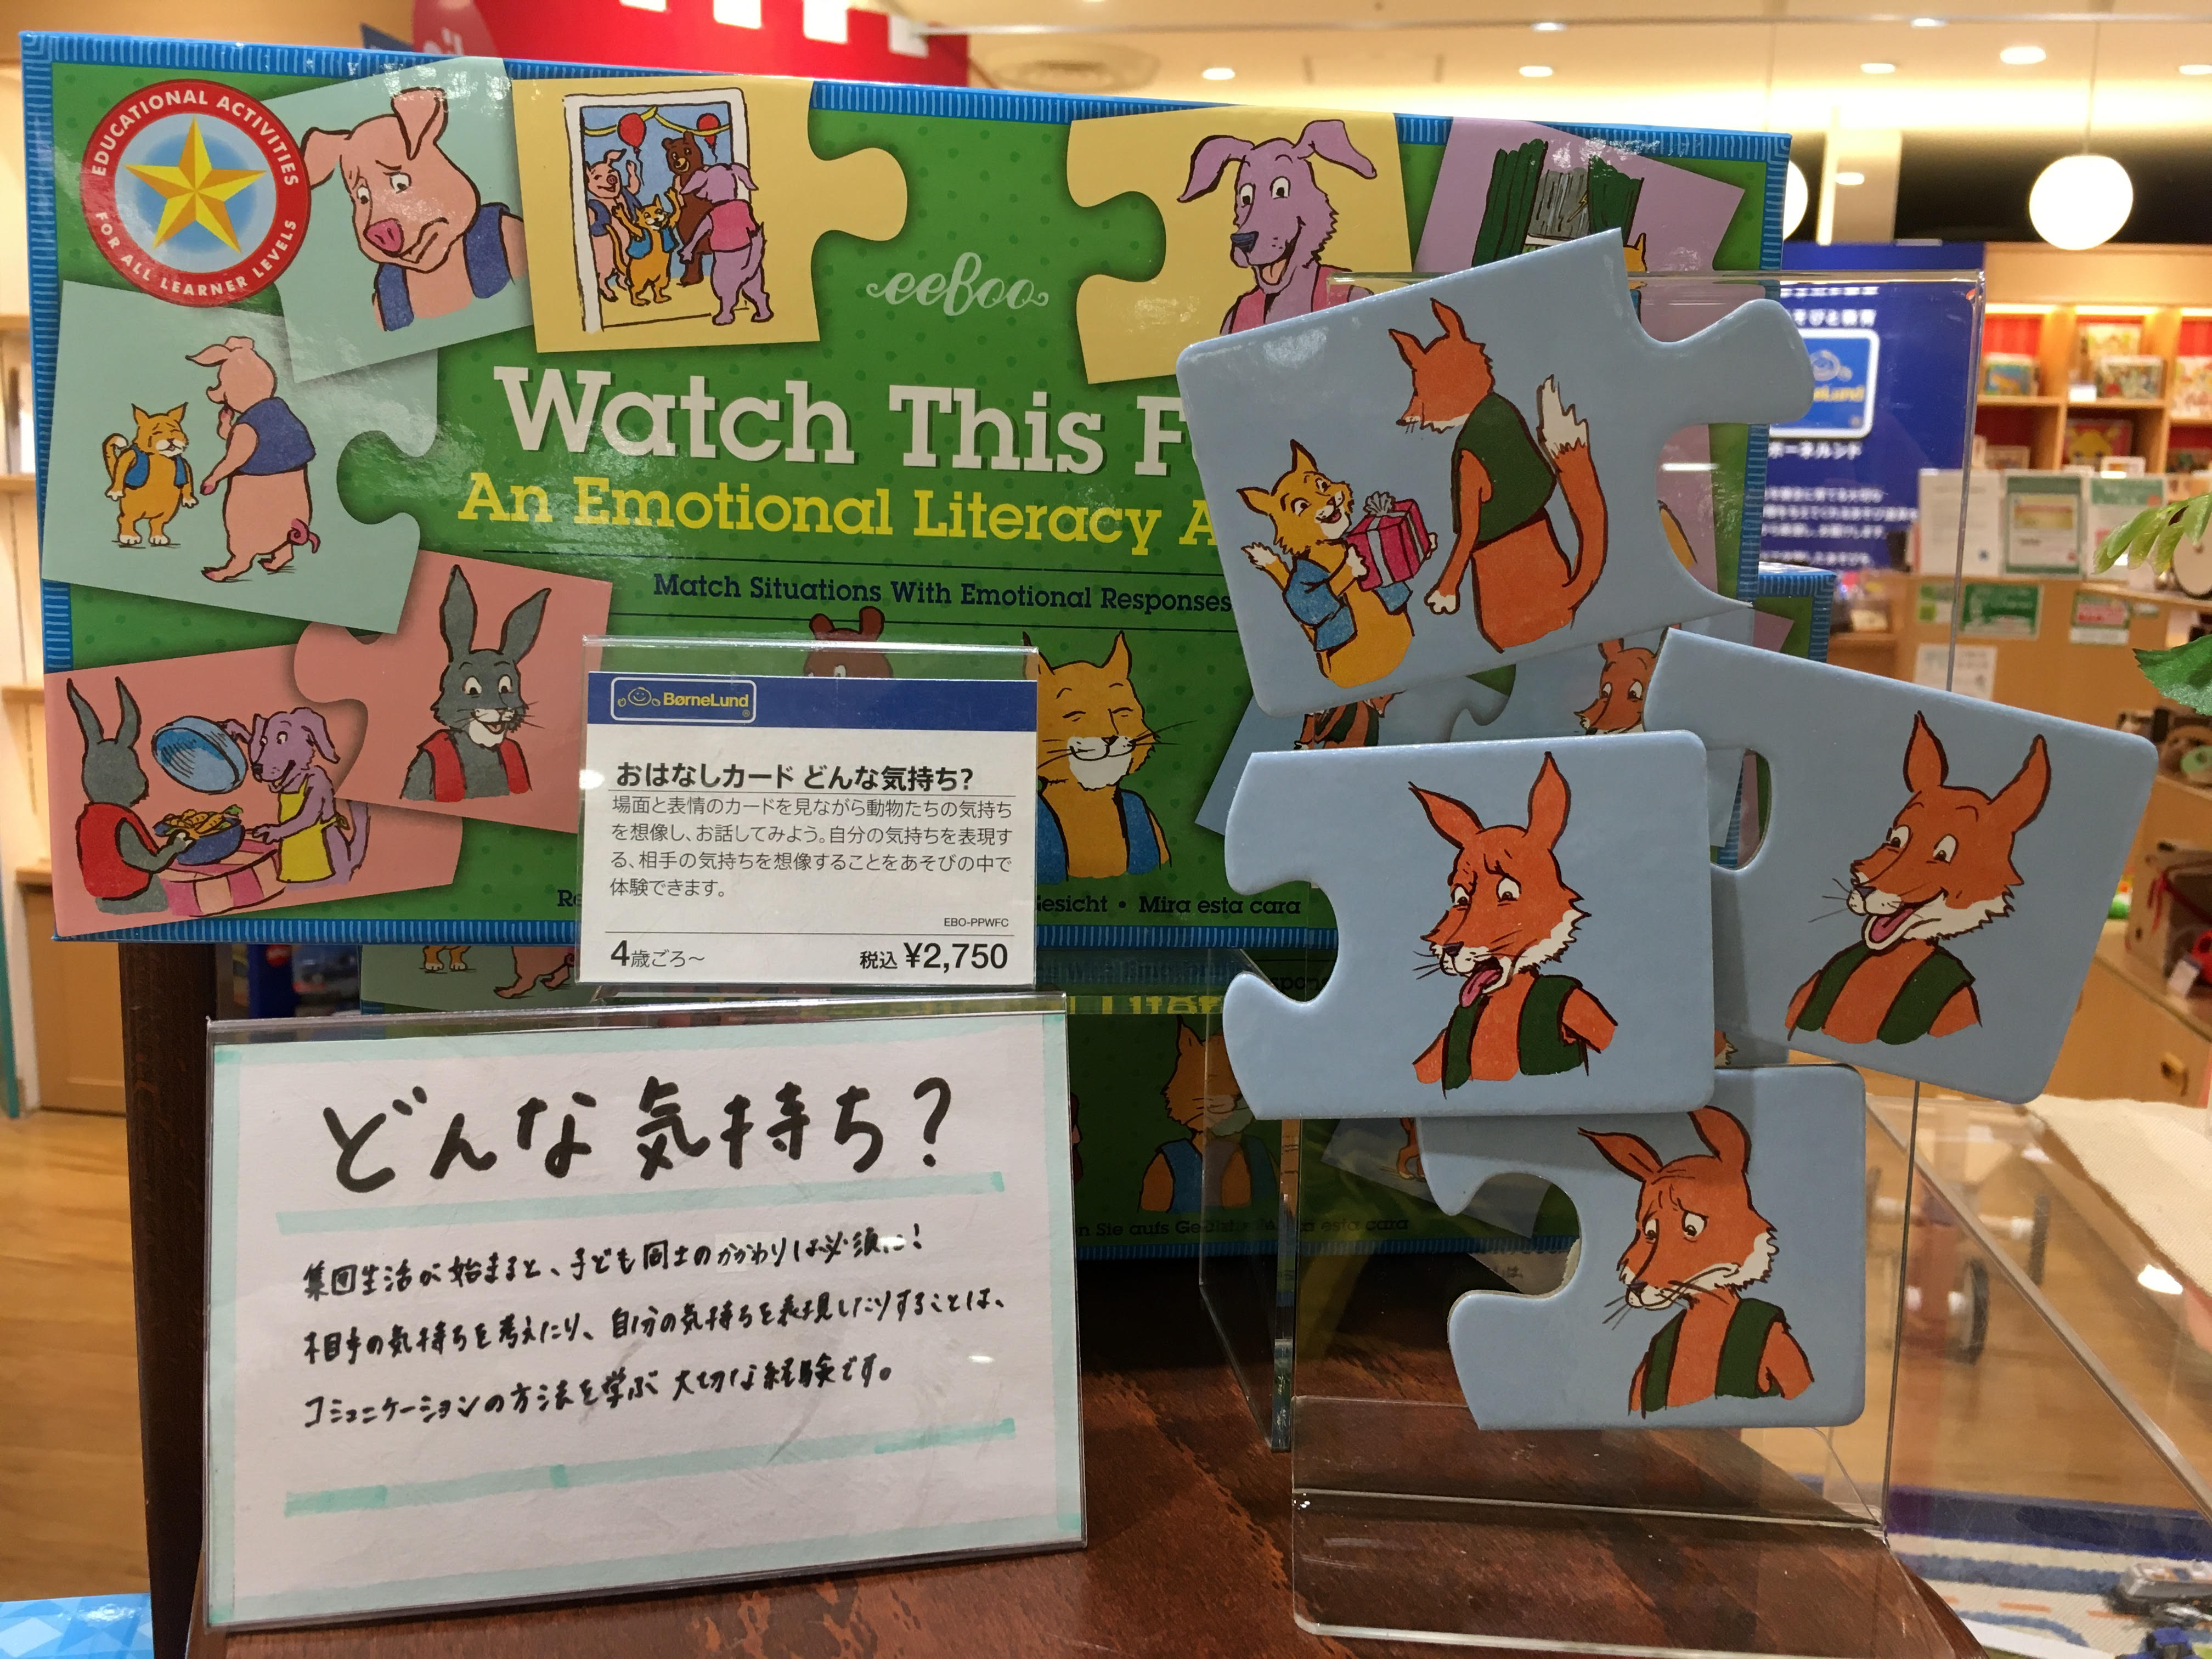 EDUCATIONAL ACTIVITIES
FOR ALL LEARNER LEVELS
eeboo
Watch This F
An Emotional Literacy A
Match Situations With Emotional Responses
BørneLund
おはなしカード どんな気持ち?
場面と表情のカードを見ながら動物たちの気持ち
を想像し、お話してみよう。自分の気持ちを表現す
る、相手の気持ちを想像することをあそびの中で
体験できます。
EBO-PPWFC
4歳ごろ～
税込 ¥2,750
esicht • Mira esta cara
どんな気持ち?
集団生活が始まると、子ども同士のかかわりは必須に!
相手の気持ちを考えたり、自分の気持ちを表現したりすることは、
コミュニケーションの方法を学ぶ大切な経験です。
ボーネルンド